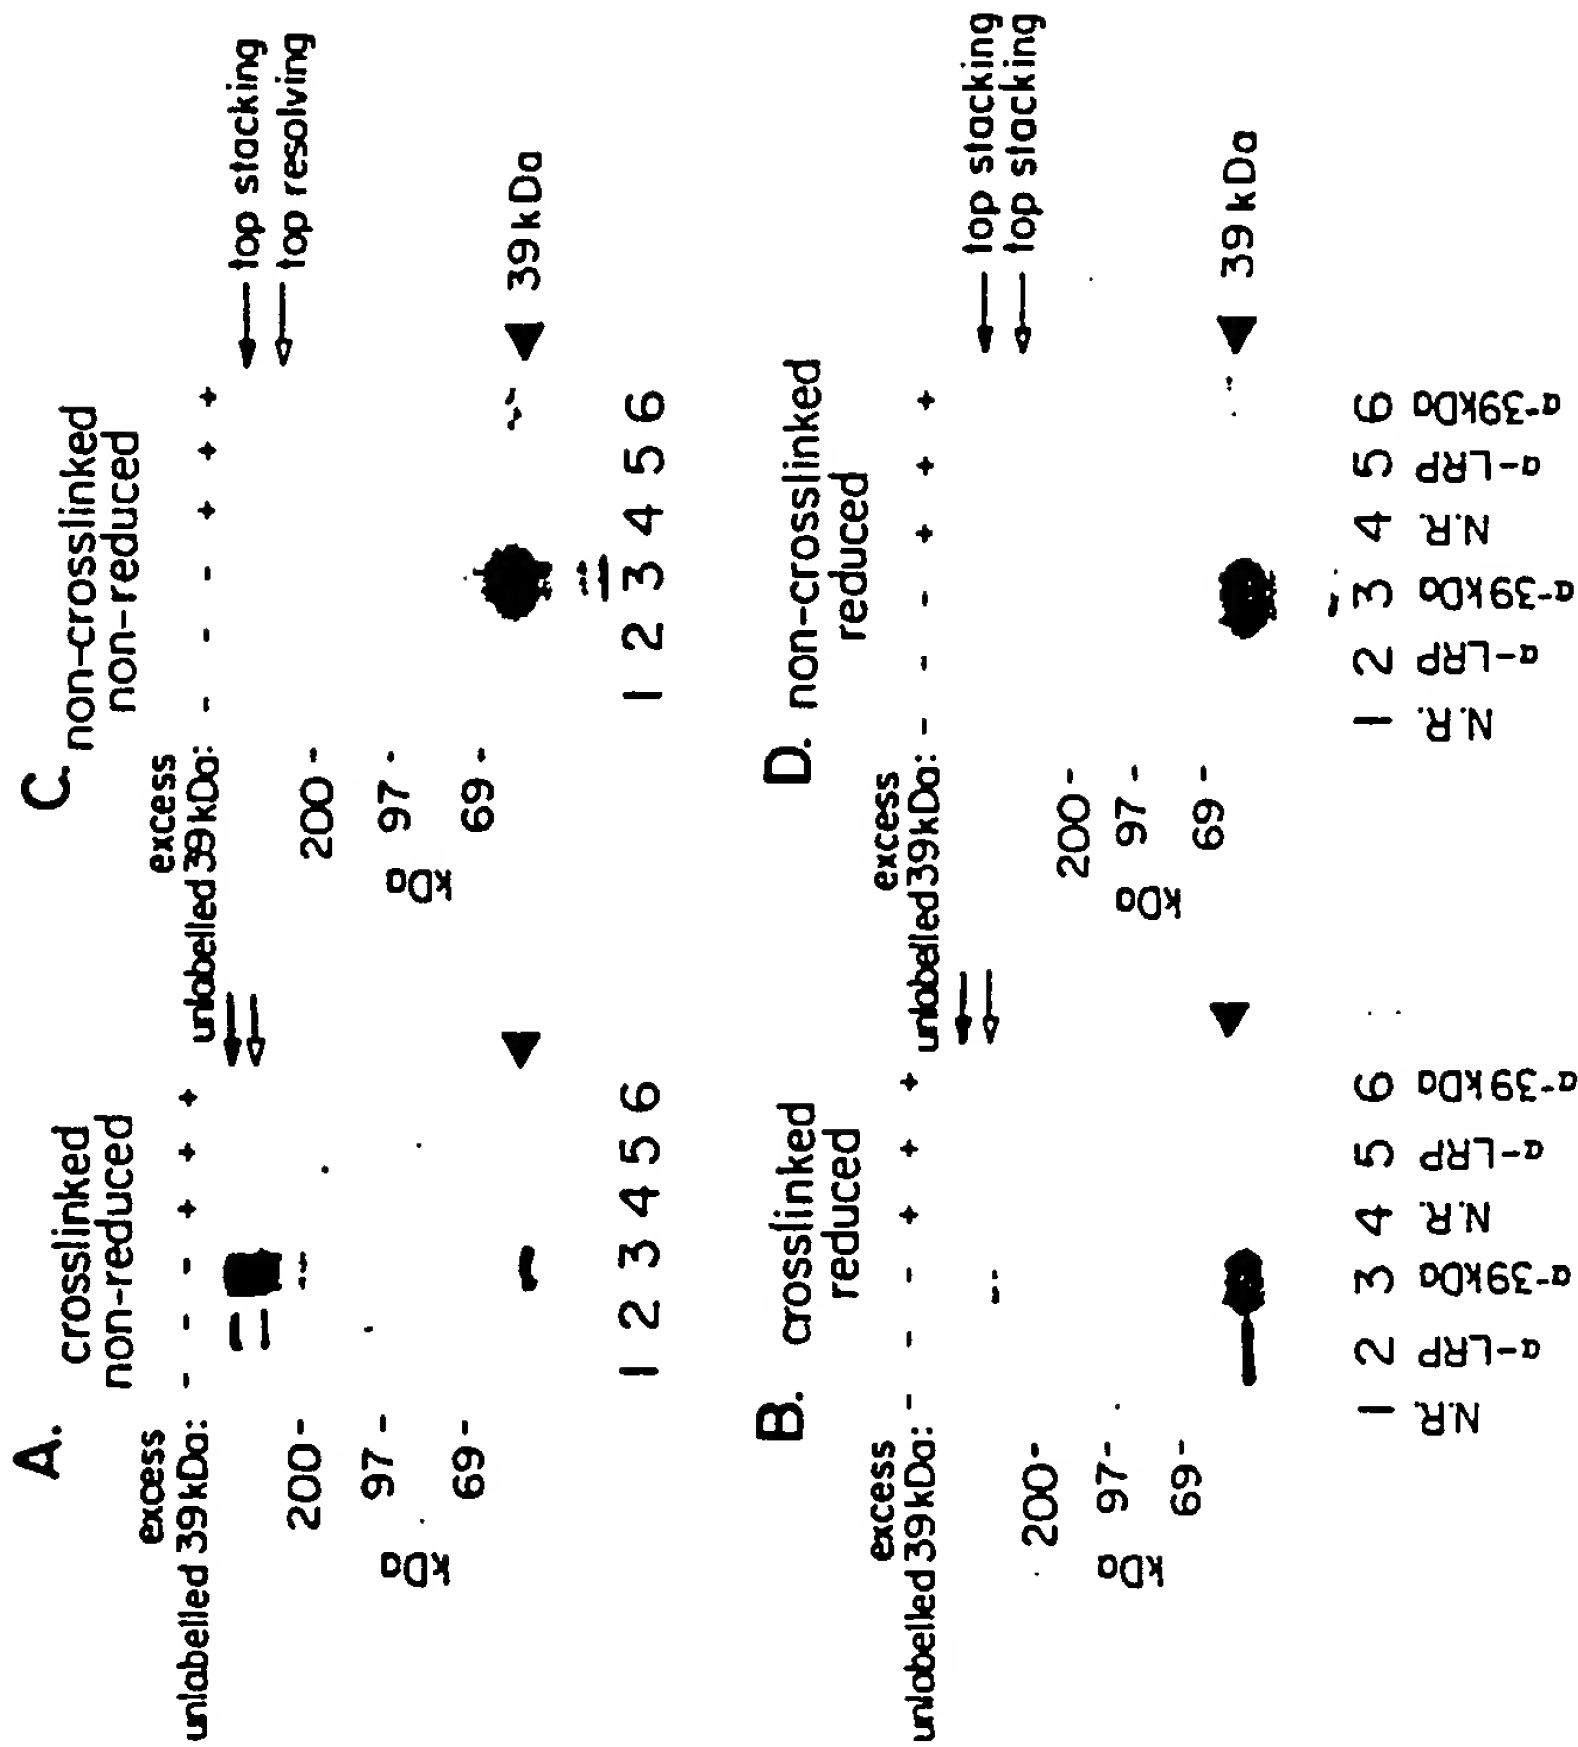 A.
crosslinked
non-reduced
excess
unlabelled 39kDa: - - - + + +
200-
97-
69-
kDa
1 2 3 4 5 6
C.
non-crosslinked
non-reduced
excess
unlabelled 39kDa: - - - + + +
top stacking
top resolving
200-
97-
69-
kDa
39kDa
1 2 3 4 5 6
B.
crosslinked
reduced
excess
unlabelled 39kDa: - - - + + +
200-
97-
69-
kDa
1 2 3 4 5 6
N.R.
α-LRP
α-39kDa
N.R.
α-LRP
α-39kDa
D.
non-crosslinked
reduced
excess
unlabelled 39kDa: - - - + + +
top stacking
top stacking
200-
97-
69-
kDa
39kDa
1 2 3 4 5 6
N.R.
α-LRP
α-39kDa
N.R.
α-LRP
α-39kDa